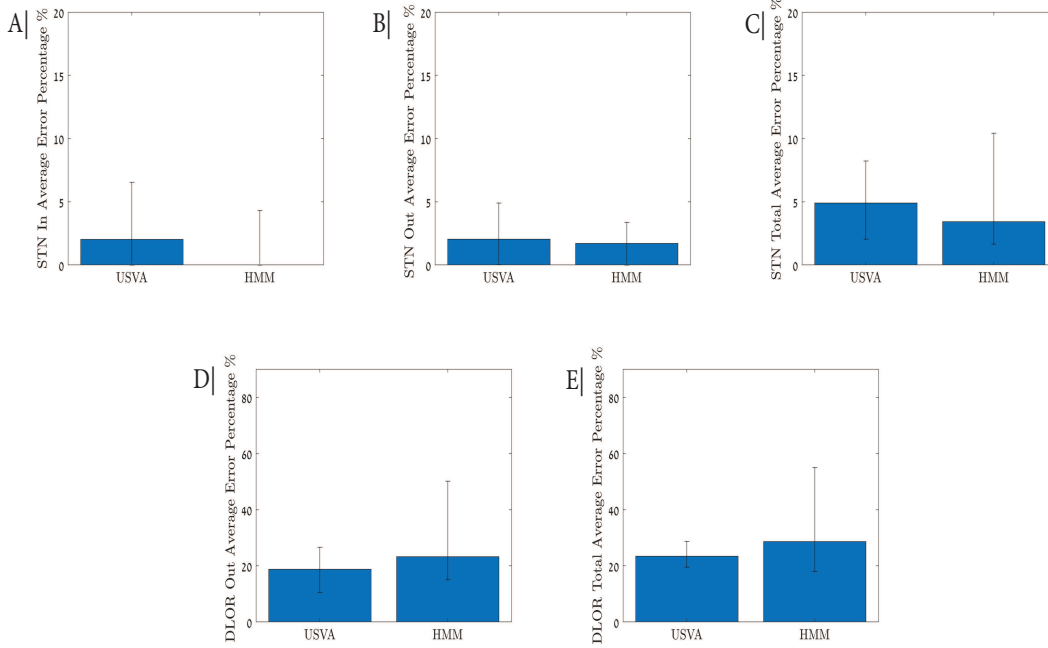 A|
STN In Average Error Percentage %
20
15
10
5
0
USVA HMM
B|
STN Out Average Error Percentage %
20
15
10
5
0
USVA HMM
C|
STN Total Average Error Percentage %
20
15
10
5
0
USVA HMM
D|
DLOR Out Average Error Percentage %
80
60
40
20
0
USVA HMM
E|
DLOR Total Average Error Percentage %
80
60
40
20
0
USVA HMM